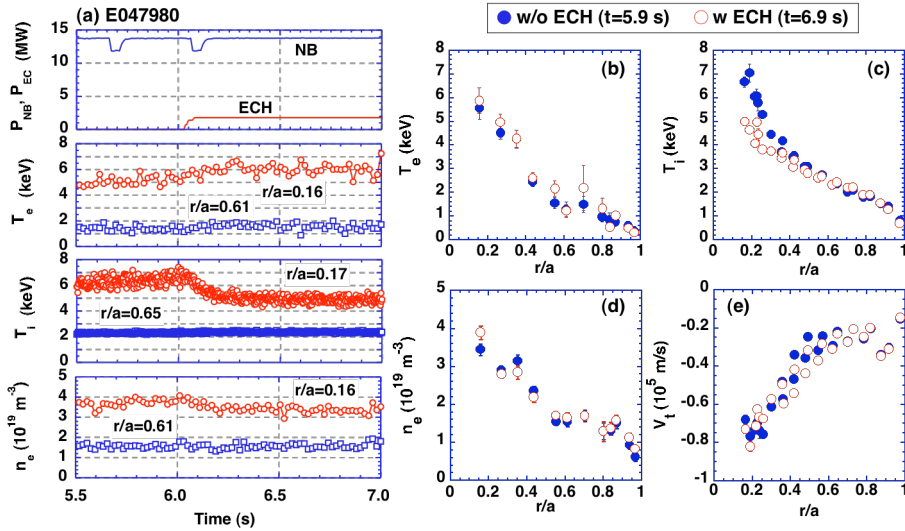 (a) E047980
w/o ECH (t=5.9 s) w ECH (t=6.9 s)
P_NB, P_EC (MW)
15
10
5
0
NB
ECH
T_e (keV)
8
6
4
2
0
r/a=0.16
r/a=0.61
T_i (keV)
8
6
4
2
0
r/a=0.17
r/a=0.65
n_e (10^19 m^-3)
5
4
3
2
1
0
r/a=0.16
r/a=0.61
5.5 6.0 6.5 7.0
Time (s)
(b)
T_e (keV)
8
7
6
5
4
3
2
1
0
0 0.2 0.4 0.6 0.8 1
r/a
(c)
T_i (keV)
8
7
6
5
4
3
2
1
0
0 0.2 0.4 0.6 0.8 1
r/a
(d)
n_e (10^19 m^-3)
5
4
3
2
1
0
0 0.2 0.4 0.6 0.8 1
r/a
(e)
V_t (10^5 m/s)
0
-0.2
-0.4
-0.6
-0.8
-1
0 0.2 0.4 0.6 0.8 1
r/a